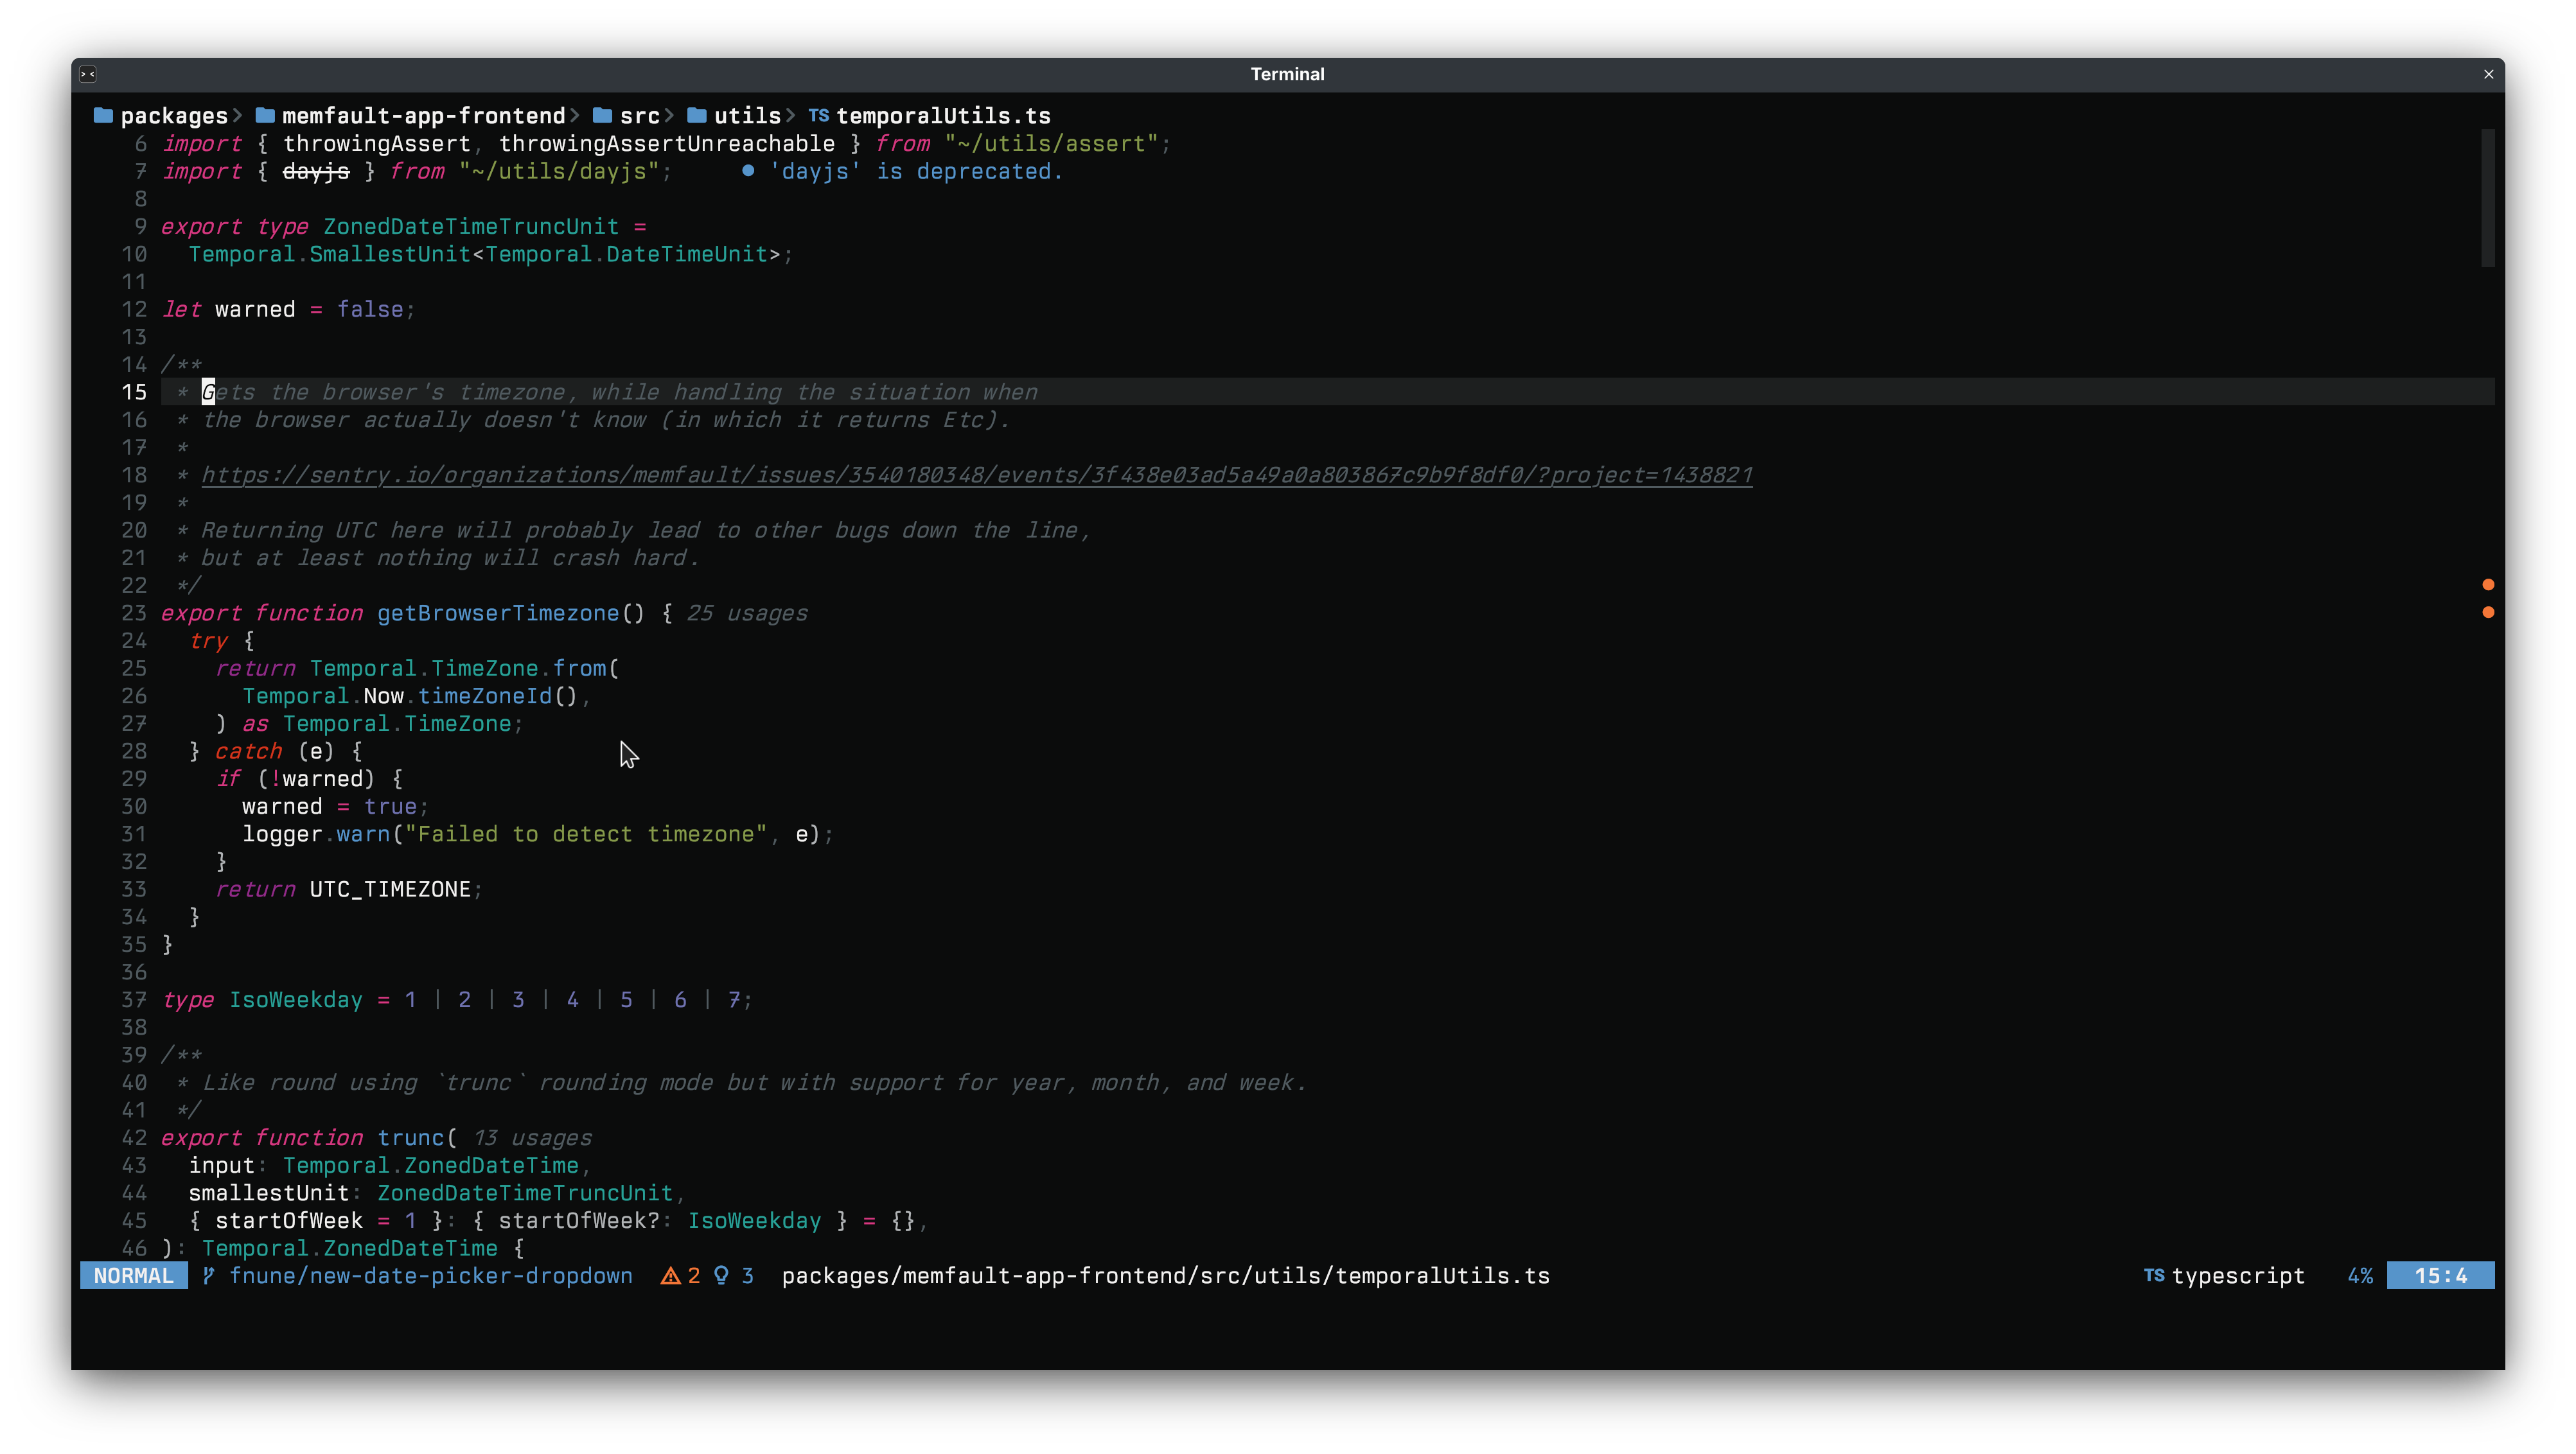 Terminal
packages > memfault-app-frontend > src > utils > TS temporalUtils.ts
6 import { throwingAssert, throwingAssertUnreachable } from "~/utils/assert";
7 import { dayjs } from "~/utils/dayjs"; ● 'dayjs' is deprecated.
8
9 export type ZonedDateTimeTruncUnit =
10 Temporal.SmallestUnit<Temporal.DateTimeUnit>;
11
12 let warned = false;
13
14 /**
15 * Gets the browser's timezone, while handling the situation when
16 * the browser actually doesn't know (in which it returns Etc).
17 *
18 * https://sentry.io/organizations/memfault/issues/3540180348/events/3f438e03ad5a49a0a803867c9b9f8df0/?project=1438821
19 *
20 * Returning UTC here will probably lead to other bugs down the line,
21 * but at least nothing will crash hard.
22 */
23 export function getBrowserTimezone() { 25 usages
24 try {
25 return Temporal.TimeZone.from(
26 Temporal.Now.timeZoneId(),
27 ) as Temporal.TimeZone;
28 } catch (e) {
29 if (!warned) {
30 warned = true;
31 logger.warn("Failed to detect timezone", e);
32 }
33 return UTC_TIMEZONE;
34 }
35 }
36
37 type IsoWeekday = 1 | 2 | 3 | 4 | 5 | 6 | 7;
38
39 /**
40 * Like round using `trunc` rounding mode but with support for year, month, and week.
41 */
42 export function trunc( 13 usages
43 input: Temporal.ZonedDateTime,
44 smallestUnit: ZonedDateTimeTruncUnit,
45 { startOfWeek = 1 }: { startOfWeek?: IsoWeekday } = {},
46 ): Temporal.ZonedDateTime {
NORMAL fnune/new-date-picker-dropdown 2 3 packages/memfault-app-frontend/src/utils/temporalUtils.ts TS typescript 4% 15:4